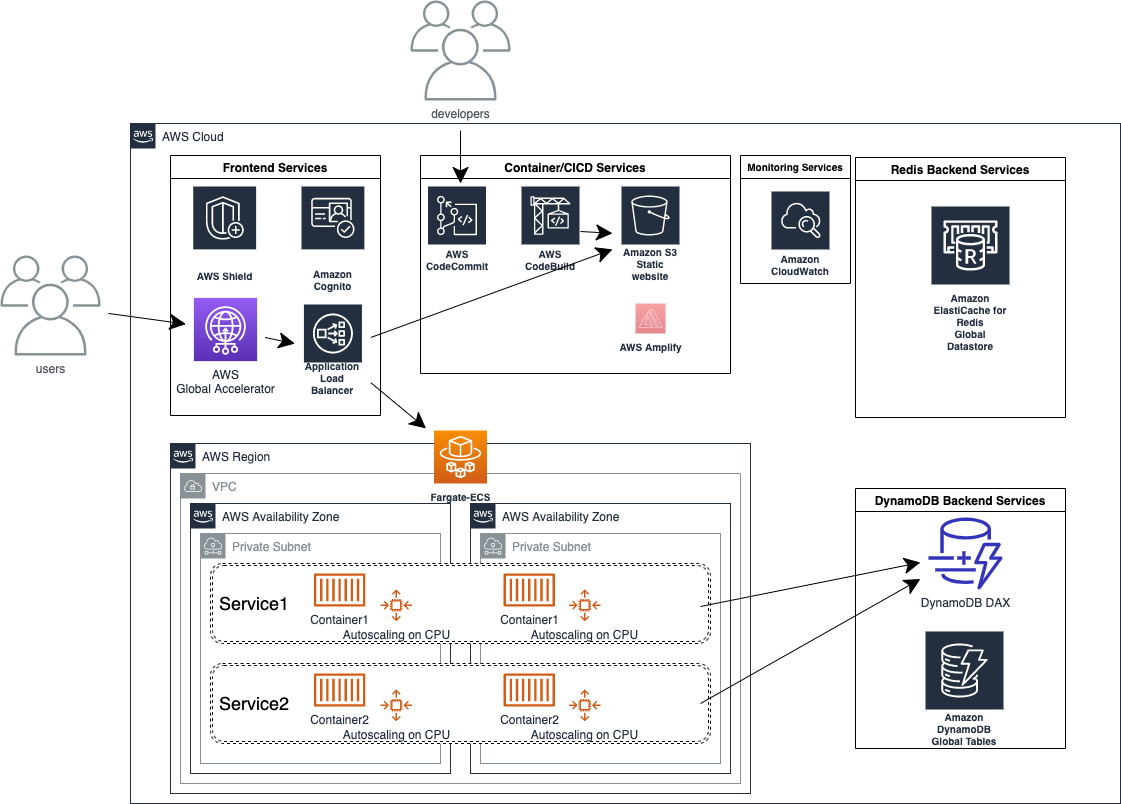 developers
aws
AWS Cloud
Frontend Services
AWS Shield
Amazon
Cognito
AWS
Global Accelerator
Application
Load
Balancer
users
Container/CICD Services
AWS
CodeCommit
AWS
CodeBuild
Amazon S3
Static
website
AWS Amplify
Monitoring Services
Amazon
CloudWatch
Redis Backend Services
R
Amazon
ElastiCache for
Redis
Global
Datastore
aws
AWS Region
Fargate-ECS
VPC
aws
AWS Availability Zone
aws
AWS Availability Zone
Private Subnet
Private Subnet
Service1
Container1
Autoscaling on CPU
Container1
Autoscaling on CPU
Service2
Container2
Autoscaling on CPU
Container2
Autoscaling on CPU
DynamoDB Backend Services
DynamoDB DAX
Amazon
DynamoDB
Global Tables